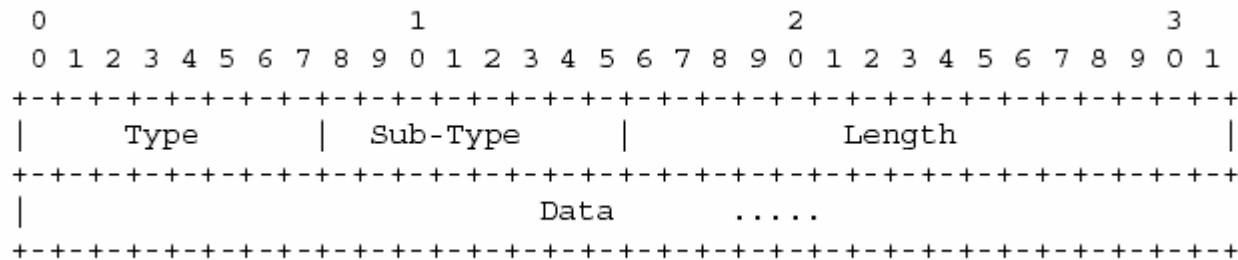 0                   1                   2                   3
 0 1 2 3 4 5 6 7 8 9 0 1 2 3 4 5 6 7 8 9 0 1 2 3 4 5 6 7 8 9 0 1
+-+-+-+-+-+-+-+-+-+-+-+-+-+-+-+-+-+-+-+-+-+-+-+-+-+-+-+-+-+-+-+-+
|     Type      |  Sub-Type     |           Length              |
+-+-+-+-+-+-+-+-+-+-+-+-+-+-+-+-+-+-+-+-+-+-+-+-+-+-+-+-+-+-+-+-+
|                           Data      .....
+-+-+-+-+-+-+-+-+-+-+-+-+-+-+-+-+-+-+-+-+-+-+-+-+-+-+-+-+-+-+-+-+